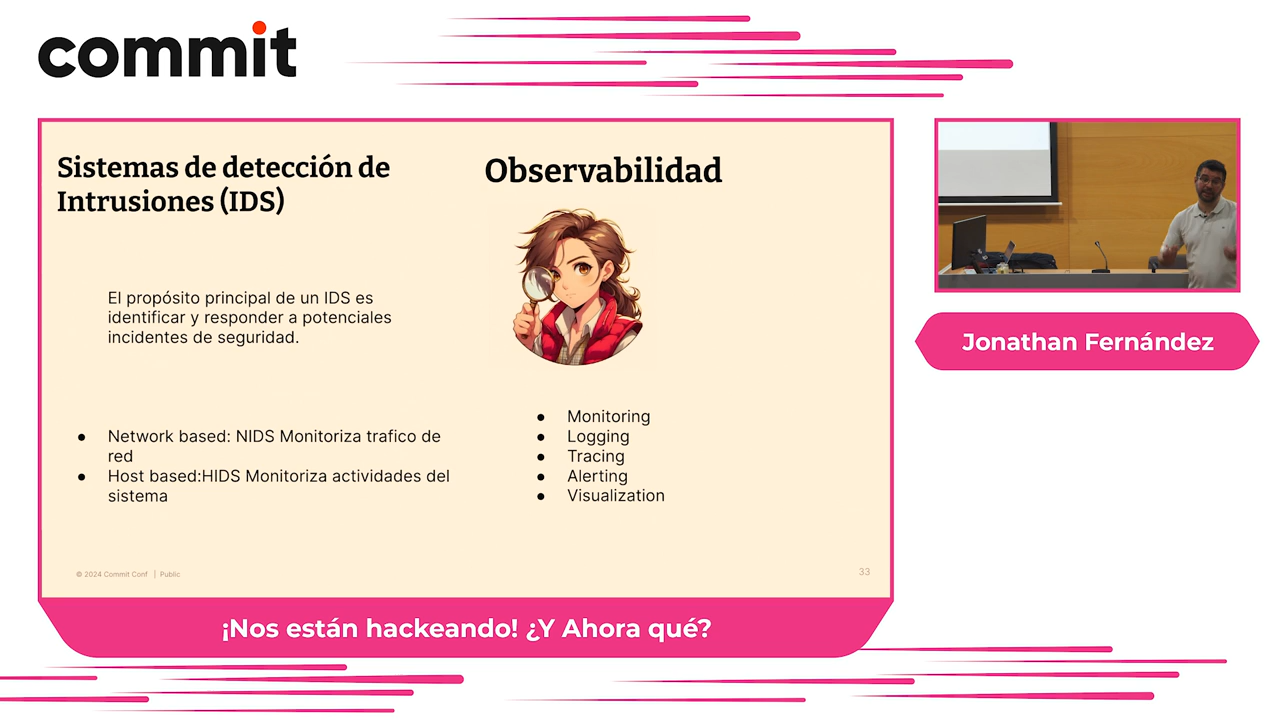 commit
Sistemas de detección de
Intrusiones (IDS)
El propósito principal de un IDS es
identificar y responder a potenciales
incidentes de seguridad.
● Network based: NIDS Monitoriza trafico de
red
● Host based:HIDS Monitoriza actividades del
sistema
Observabilidad
● Monitoring
● Logging
● Tracing
● Alerting
● Visualization
© 2024 Commit Conf | Public
33
Jonathan Fernández
¡Nos están hackeando! ¿Y Ahora qué?